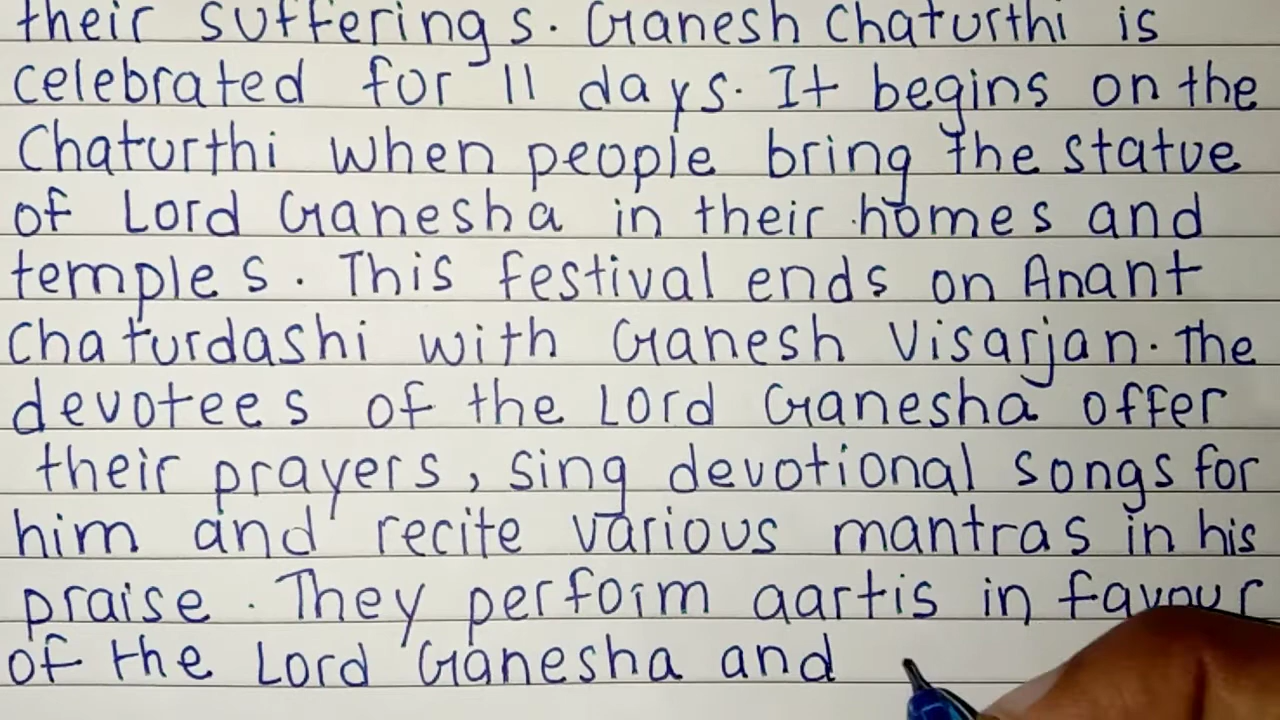 their sufferings. Ganesh Chaturthi is
celebrated for 11 days. It begins on the
Chaturthi when people bring the statue
of Lord Ganesha in their homes and
temples. This festival ends on Anant
Chaturdashi with Ganesh Visarjan. The
devotees of the Lord Ganesha offer
their prayers, sing devotional songs for
him and recite various mantras in his
praise. They perform aartis in favour
of the Lord Ganesha and